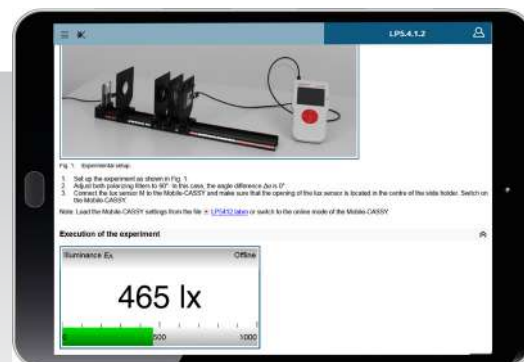 LP5.4.1.2
Fig. 1. Experimental setup.
1. Set up the experiment as shown in Fig. 1.
2. Adjust both polarizing filters to 90°. In this case, the angle difference Δα is 0°.
3. Connect the lux sensor M to the Mobile-CASSY and make sure that the opening of the lux sensor is located in the centre of the wide holder. Switch on
the Mobile-CASSY.
Note: Load the Mobile-CASSY settings from the file LP5412.labm or switch to the online mode of the Mobile-CASSY.
Execution of the experiment
Illuminance EA Offline
465 lx
0 500 1000